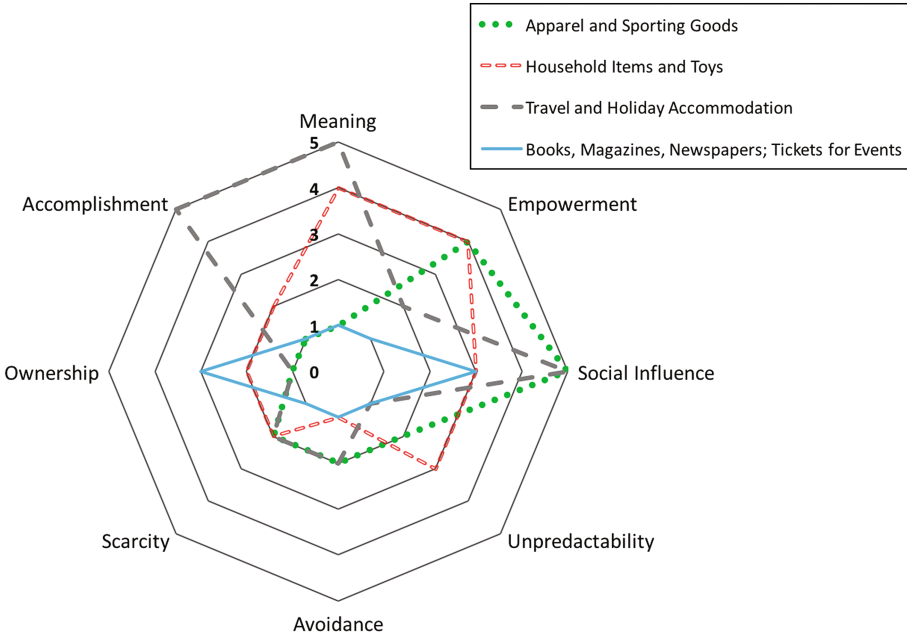 Apparel and Sporting Goods
Household Items and Toys
Travel and Holiday Accommodation
Books, Magazines, Newspapers; Tickets for Events
Meaning
5
Accomplishment
4
Empowerment
3
2
1
Ownership
0
Social Influence
Scarcity
Unpredactability
Avoidance